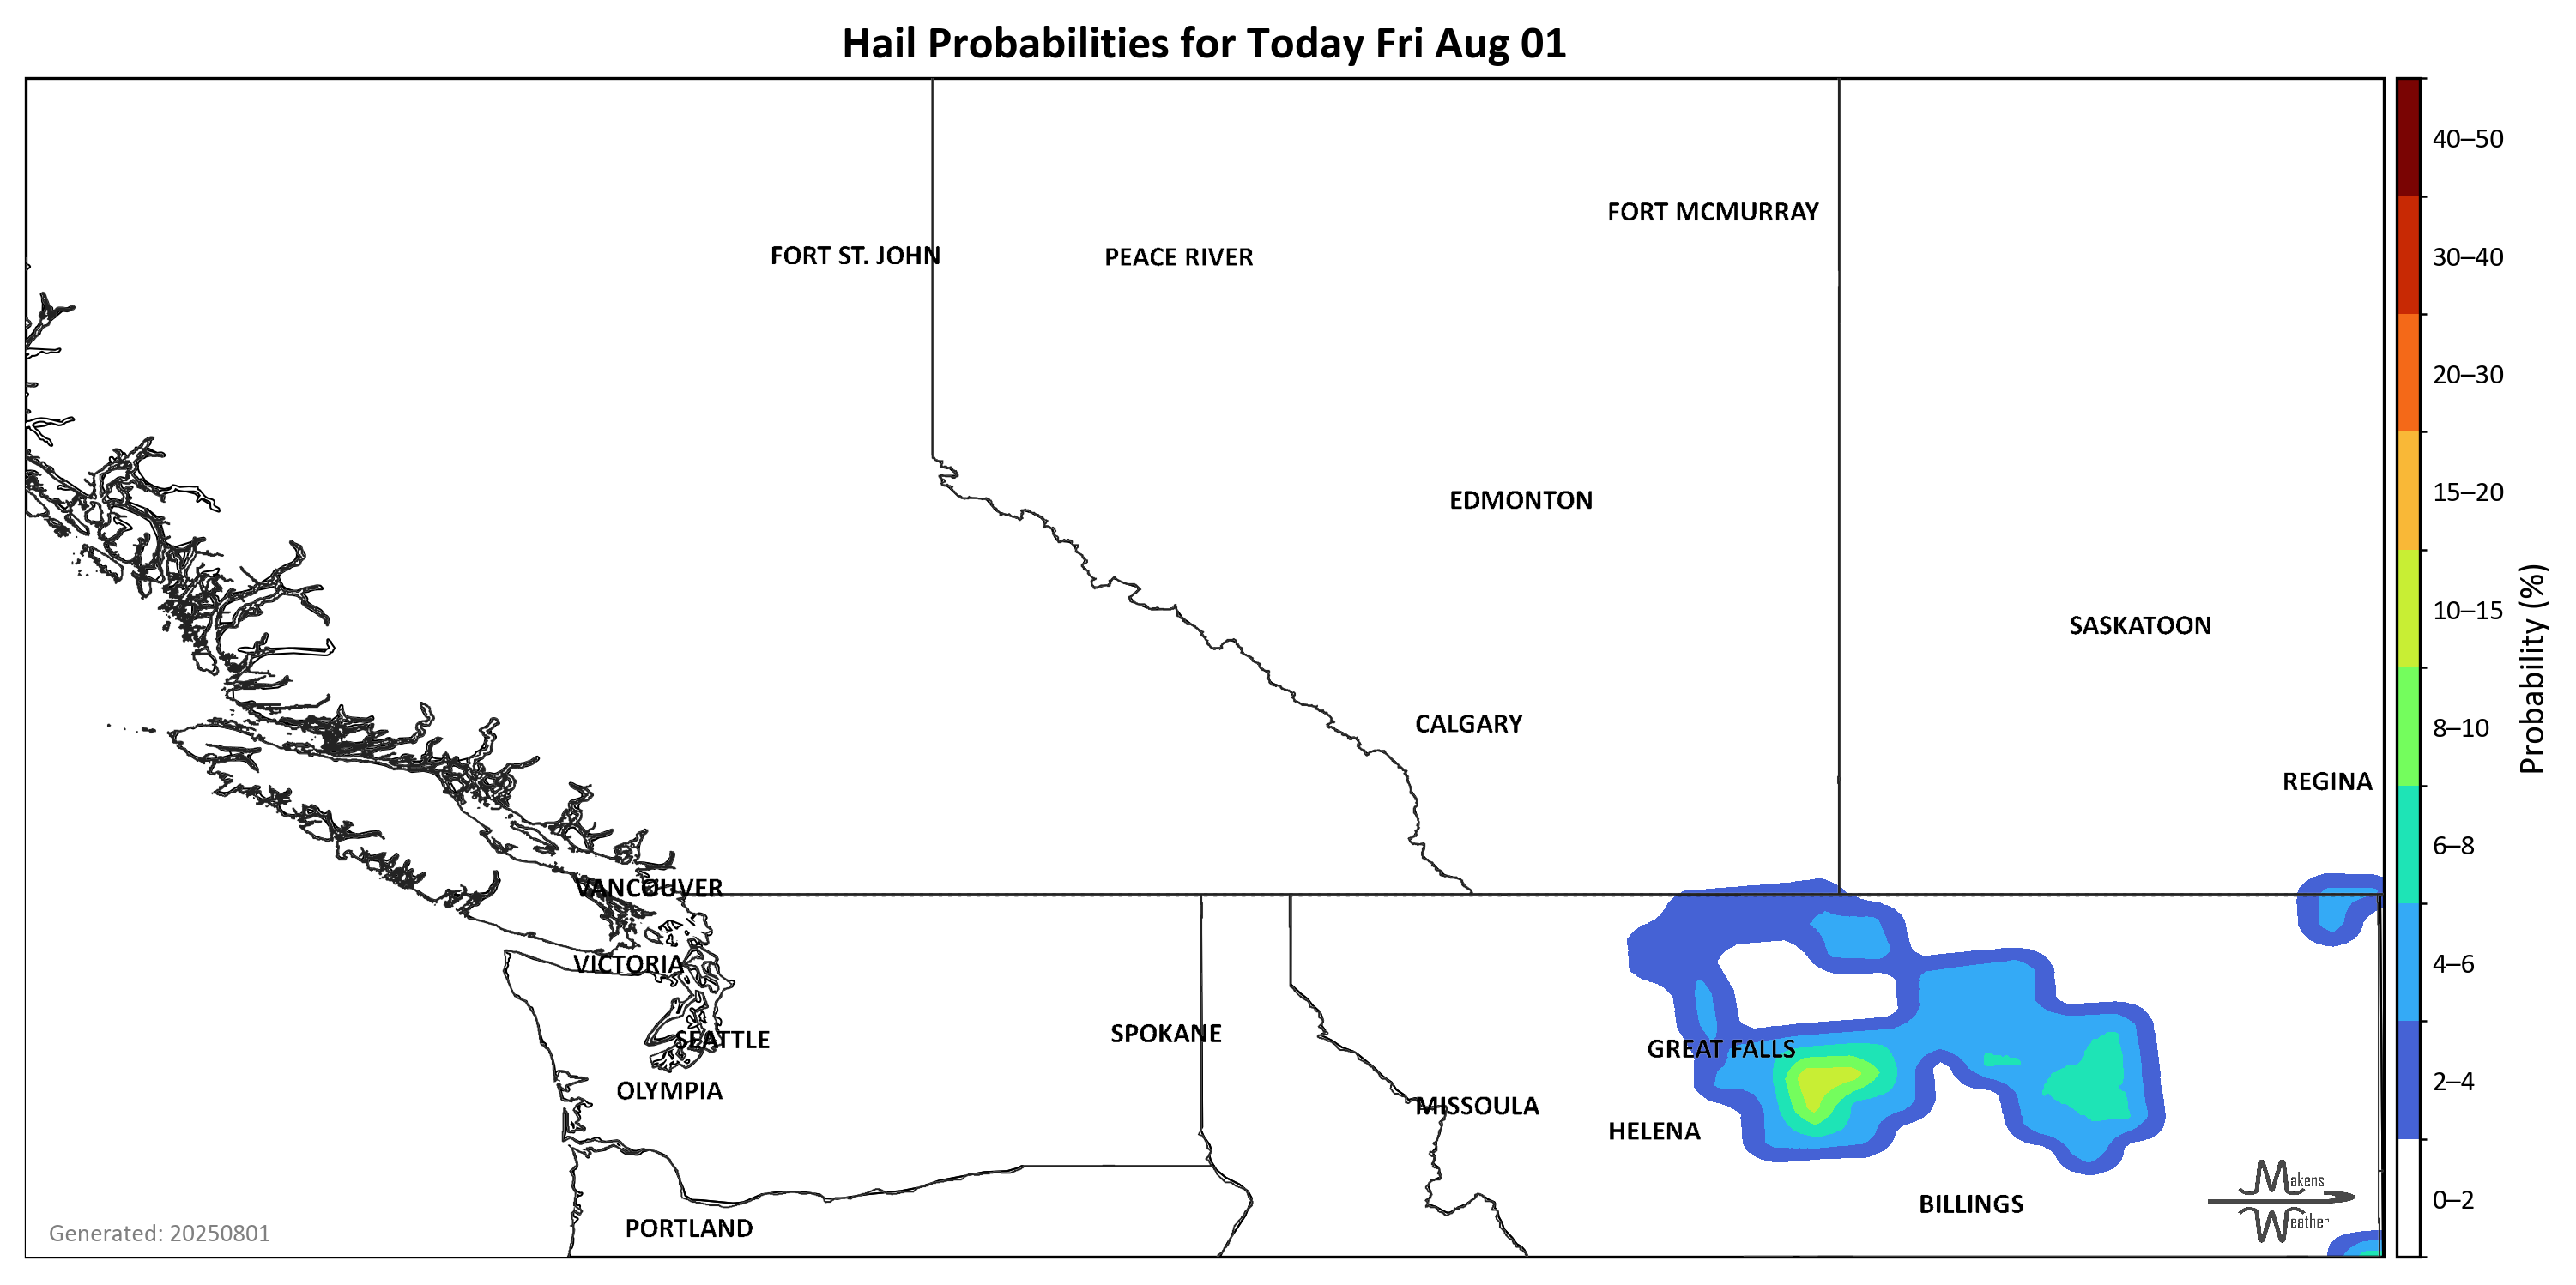 Hail Probabilities for Today Fri Aug 01
40–50
FORT MCMURRAY
FORT ST. JOHN
PEACE RIVER
30–40
20–30
EDMONTON
15–20
10–15
SASKATOON
Probability (%)
CALGARY
8–10
REGINA
6–8
VANCOUVER
VICTORIA
4–6
SEATTLE
SPOKANE
GREAT FALLS
OLYMPIA
2–4
MISSOULA
HELENA
Makens
Weather
BILLINGS
0–2
PORTLAND
Generated: 20250801